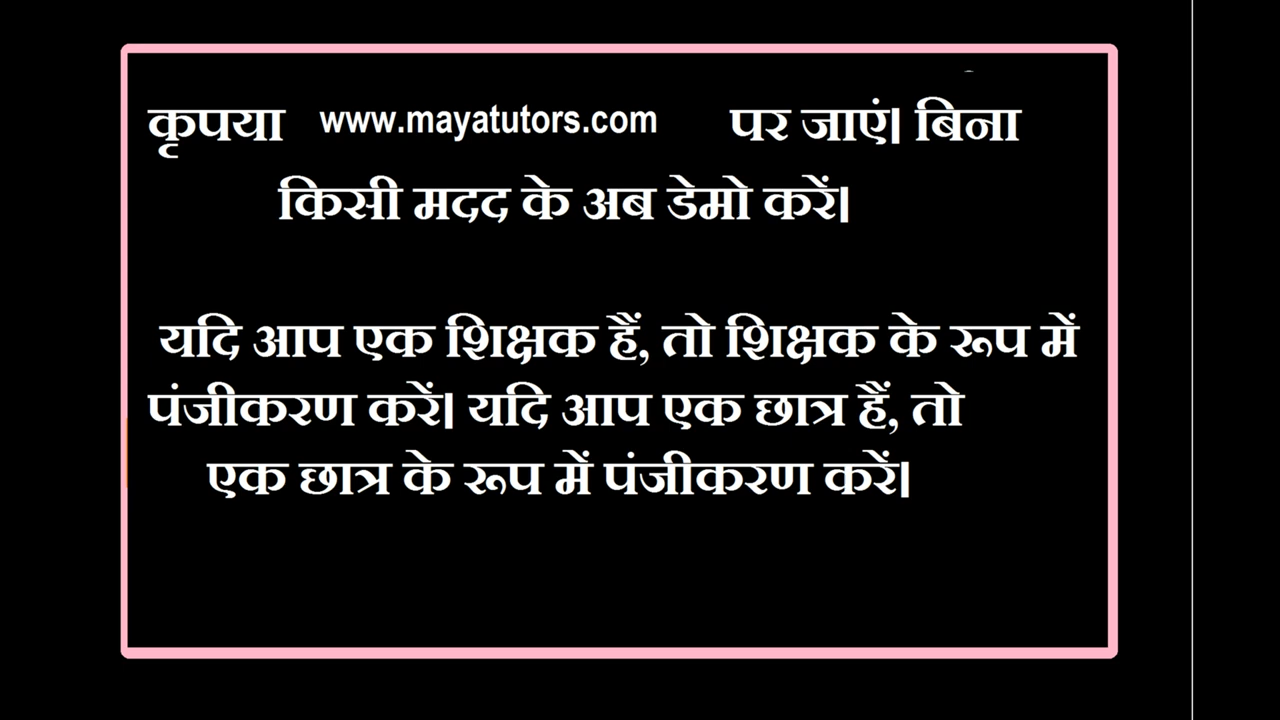 कृपया www.mayatutors.com पर जाएं। बिना
किसी मदद के अब डेमो करें।
यदि आप एक शिक्षक हैं, तो शिक्षक के रूप में
पंजीकरण करें। यदि आप एक छात्र हैं, तो
एक छात्र के रूप में पंजीकरण करें।